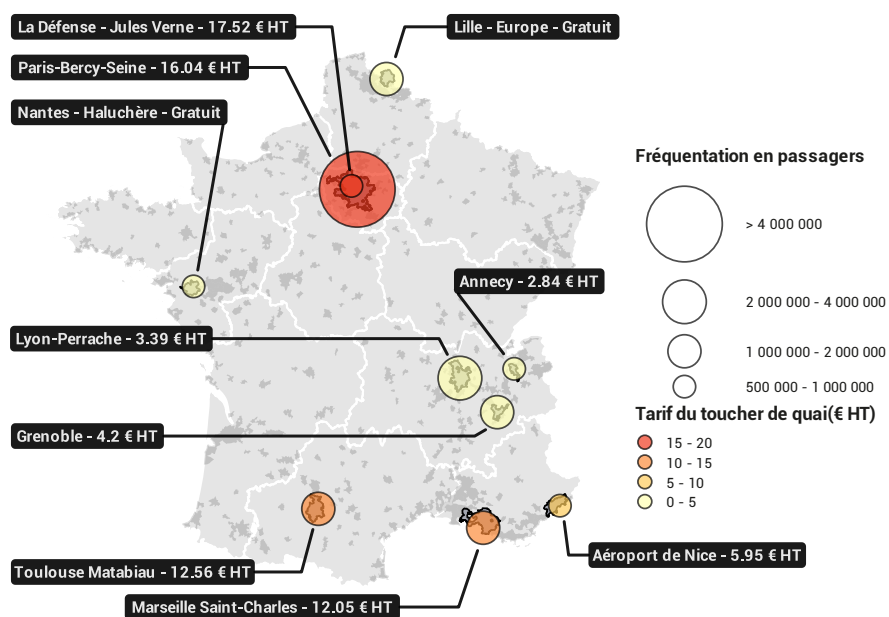 La Défense - Jules Verne - 17.52 € HT
Lille - Europe - Gratuit
Paris-Bercy-Seine - 16.04 € HT
Nantes - Haluchère - Gratuit
Fréquentation en passagers
> 4 000 000
Annecy - 2.84 € HT
2 000 000 - 4 000 000
Lyon-Perrache - 3.39 € HT
1 000 000 - 2 000 000
500 000 - 1 000 000
Tarif du toucher de quai(€ HT)
Grenoble - 4.2 € HT
15 - 20
10 - 15
5 - 10
0 - 5
Aéroport de Nice - 5.95 € HT
Toulouse Matabiau - 12.56 € HT
Marseille Saint-Charles - 12.05 € HT